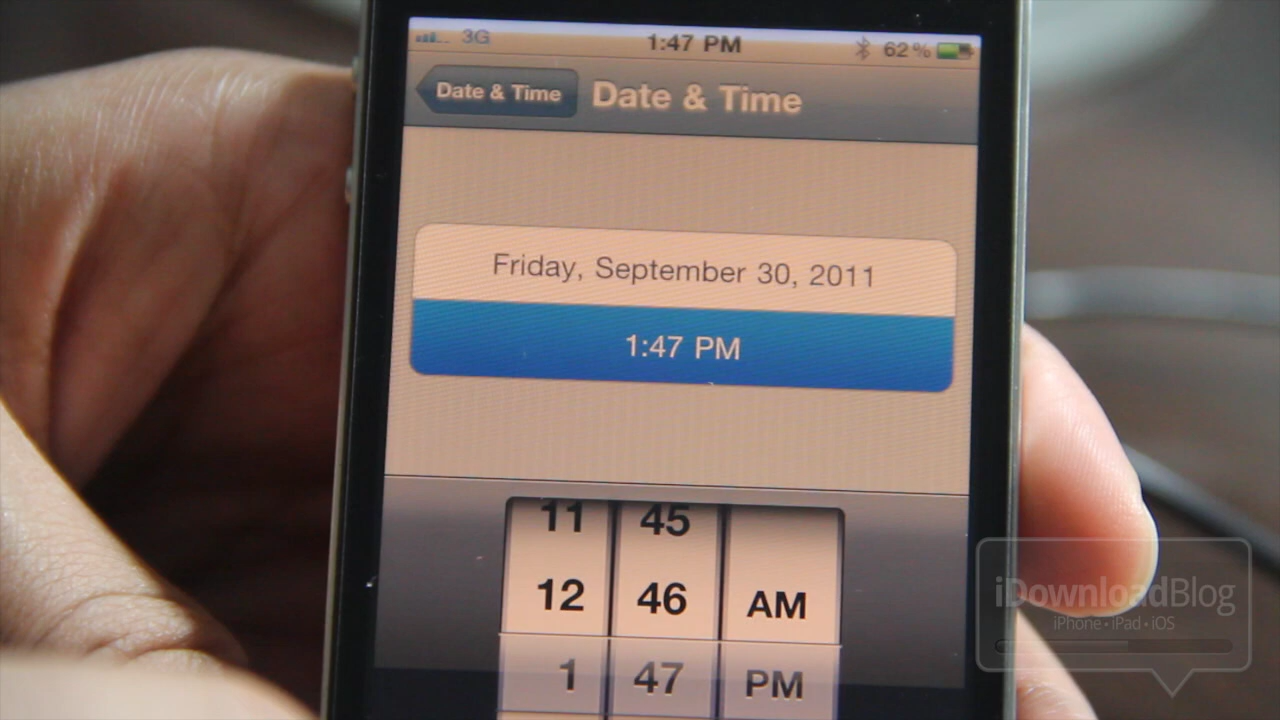 3G 1:47 PM 62%
Date & Time Date & Time
Friday, September 30, 2011
1:47 PM
11 45
12 46 AM
1 47 PM
iDownloadBlog
iPhone • iPad • iOS